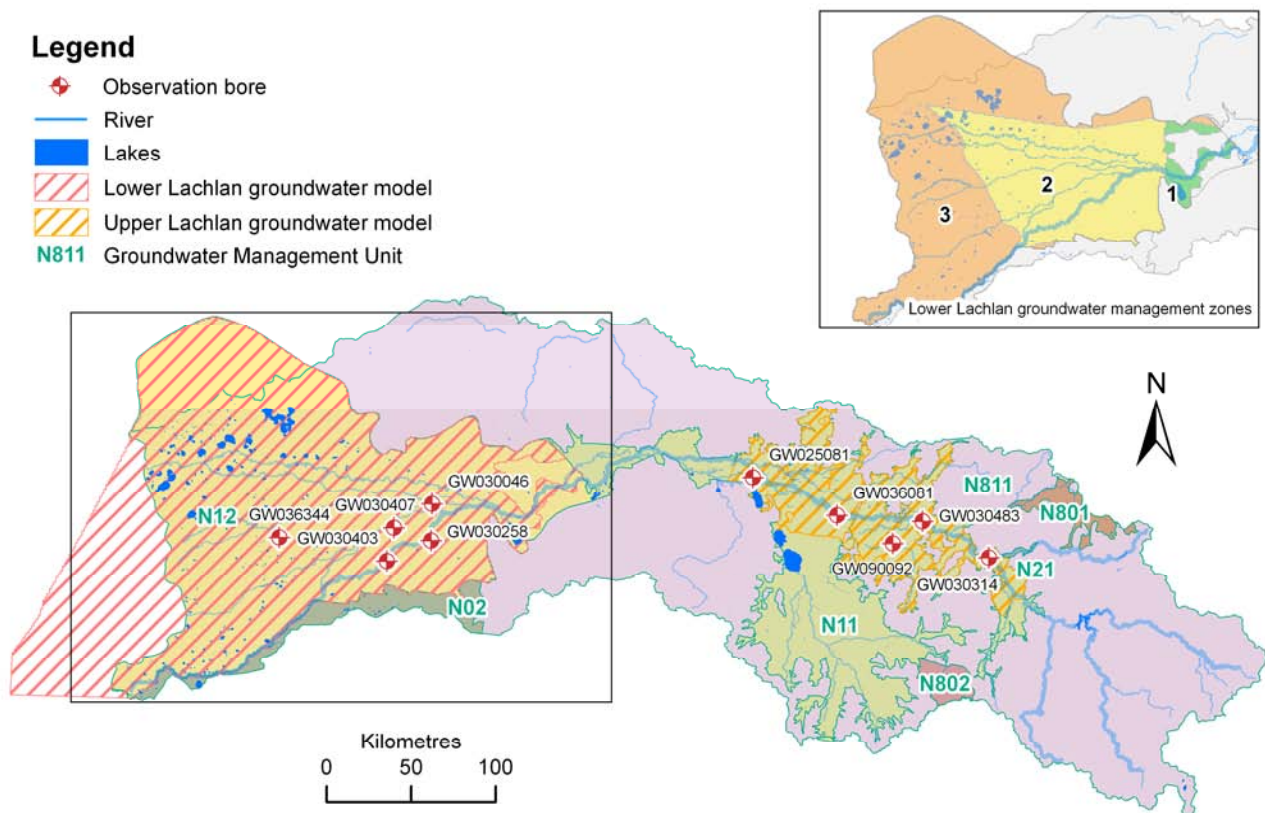 Legend
Observation bore
River
Lakes
Lower Lachlan groundwater model
Upper Lachlan groundwater model
N811 Groundwater Management Unit
1
2
3
Lower Lachlan groundwater management zones
N
GW025081
GW030046
GW030407
GW036081
N811
GW036344
GW030483
N801
N12
GW030403
GW030258
GW090092
GW030314
N21
N02
N11
N802
Kilometres
0 50 100